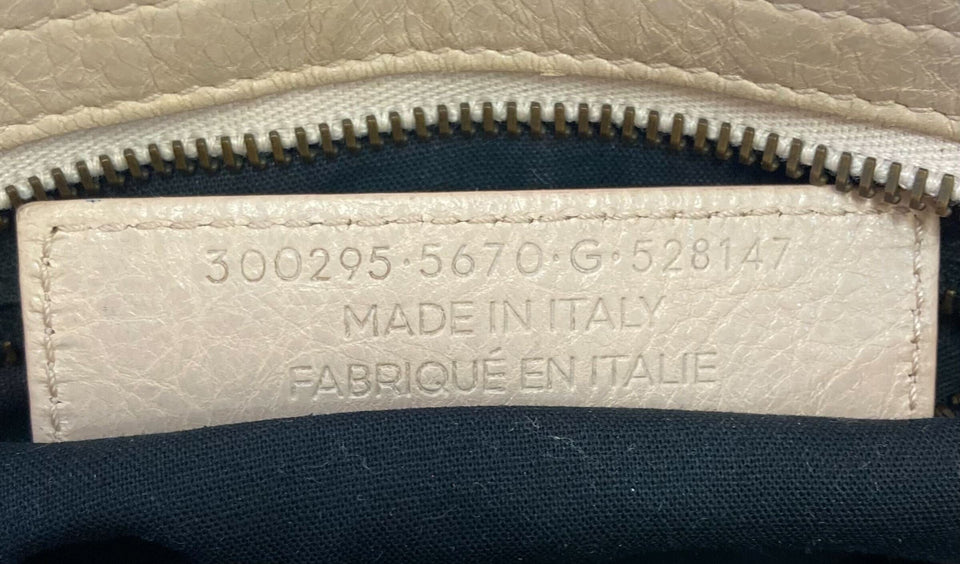 300295·5670·G·528147
MADE IN ITALY
FABRIQUÉ EN ITALIE